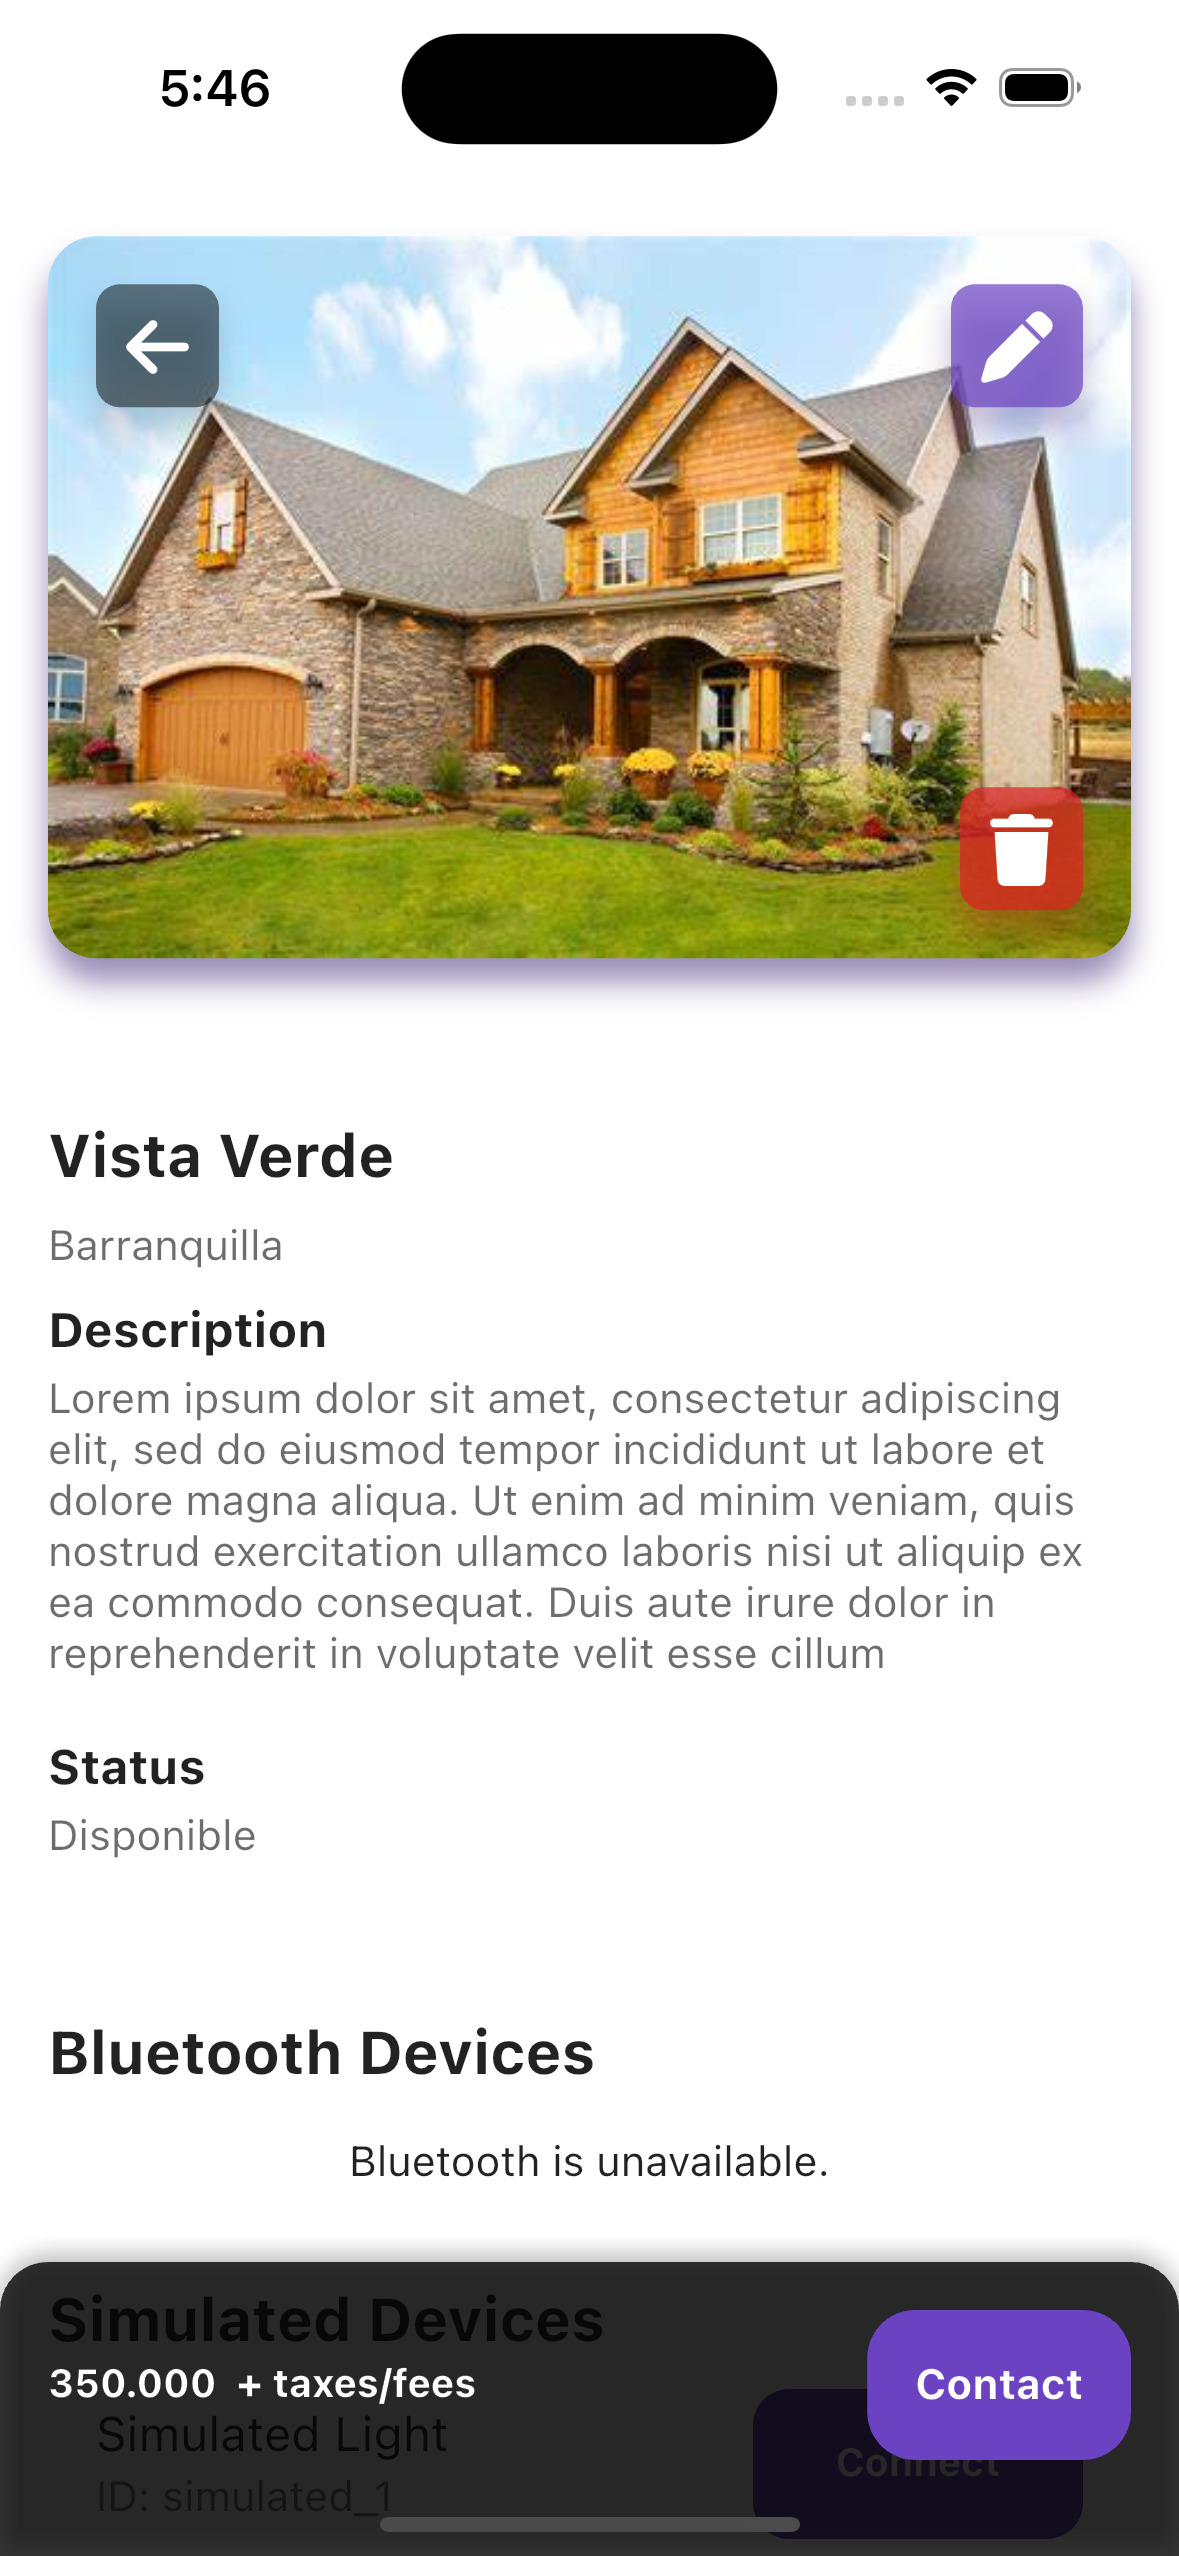 5:46
Vista Verde
Barranquilla
Description
Lorem ipsum dolor sit amet, consectetur adipiscing
elit, sed do eiusmod tempor incididunt ut labore et
dolore magna aliqua. Ut enim ad minim veniam, quis
nostrud exercitation ullamco laboris nisi ut aliquip ex
ea commodo consequat. Duis aute irure dolor in
reprehenderit in voluptate velit esse cillum
Status
Disponible
Bluetooth Devices
Bluetooth is unavailable.
Simulated Devices
350.000 + taxes/fees
Contact
Simulated Light
Connect
ID: simulated_1